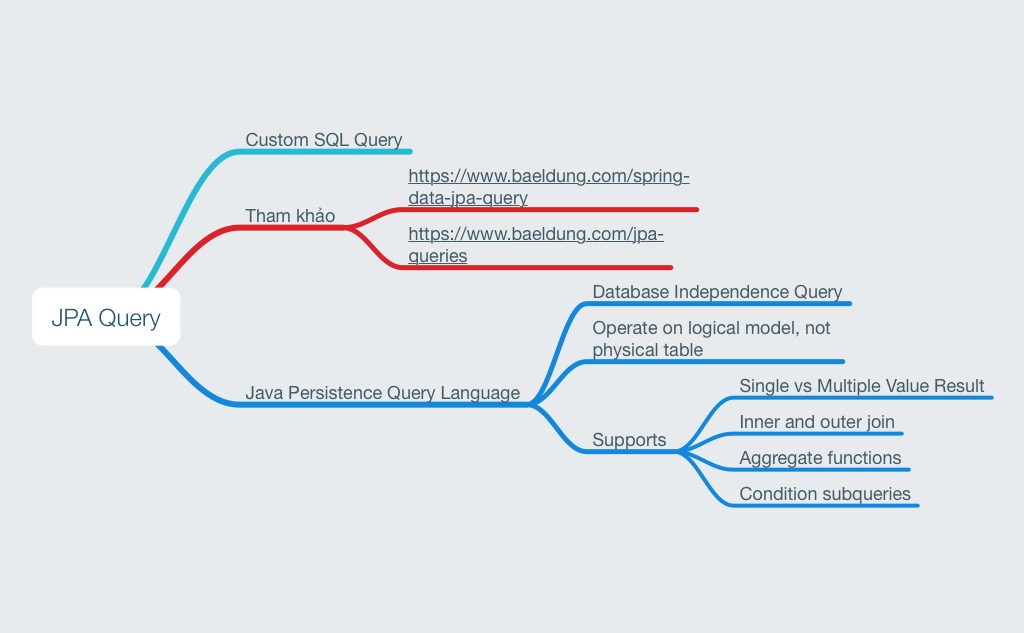 Custom SQL Query
https://www.baeldung.com/spring-
data-jpa-query
Tham khảo
https://www.baeldung.com/jpa-
queries
JPA Query
Database Independence Query
Operate on logical model, not
physical table
Java Persistence Query Language
Supports
Single vs Multiple Value Result
Inner and outer join
Aggregate functions
Condition subqueries